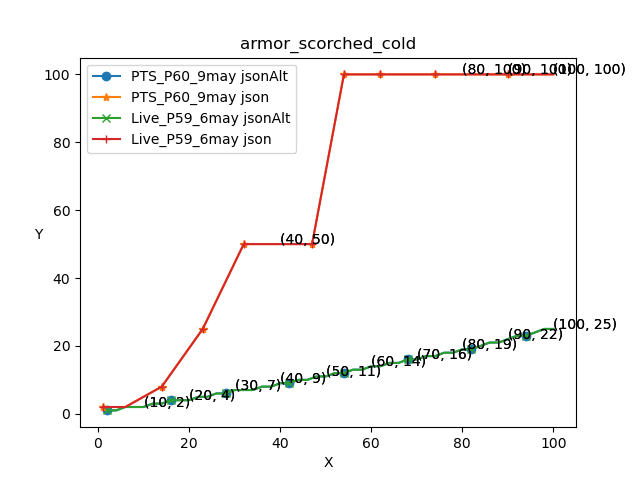 armor_scorched_cold
PTS_P60_9may jsonAlt
PTS_P60_9may json
Live_P59_6may jsonAlt
Live_P59_6may json
Y
100
80
60
40
20
0
(80, 100)
(90, 100)
(100, 100)
(40, 50)
(10, 2)
(20, 4)
(30, 7)
(40, 9)
(50, 11)
(60, 14)
(70, 16)
(80, 19)
(90, 22)
(100, 25)
0 20 40 60 80 100
X